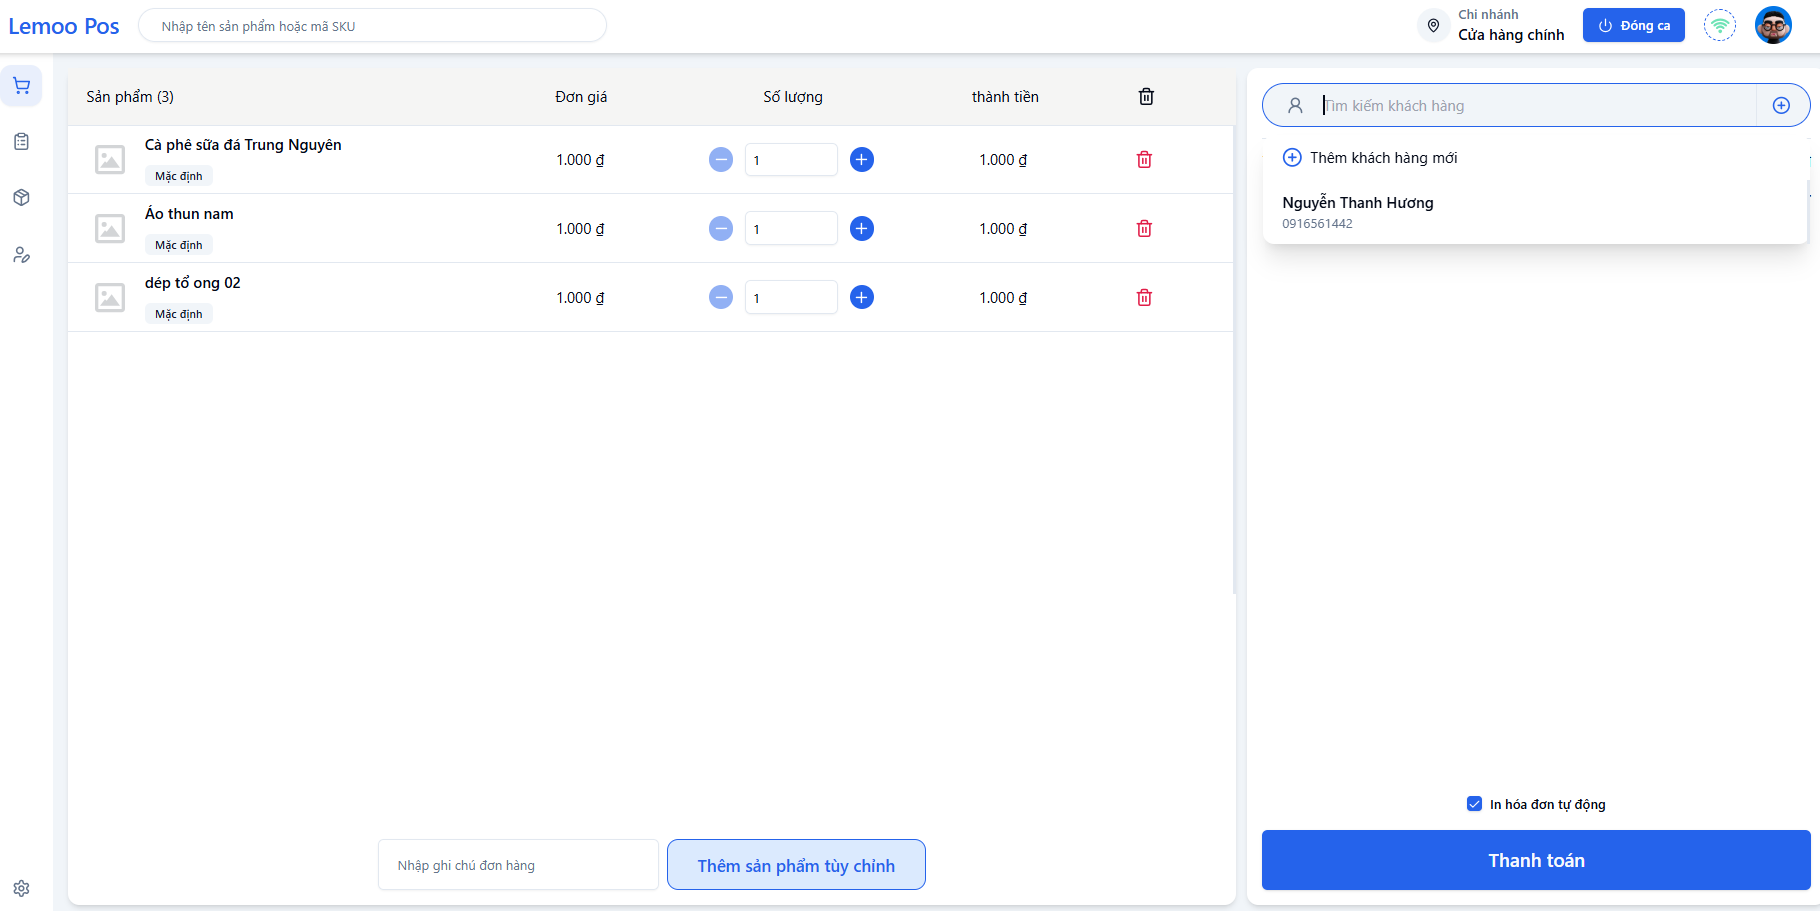 Lemoo Pos
Nhập tên sản phẩm hoặc mã SKU
Chi nhánh
Cửa hàng chính
Đóng ca
Sản phẩm (3)
Đơn giá
Số lượng
thành tiền
Cà phê sữa đá Trung Nguyên
Mặc định
1.000 ₫
1
1.000 ₫
Áo thun nam
Mặc định
1.000 ₫
1
1.000 ₫
dép tổ ong 02
Mặc định
1.000 ₫
1
1.000 ₫
Nhập ghi chú đơn hàng
Thêm sản phẩm tùy chỉnh
Tìm kiếm khách hàng
Thêm khách hàng mới
Nguyễn Thanh Hương
0916561442
In hóa đơn tự động
Thanh toán